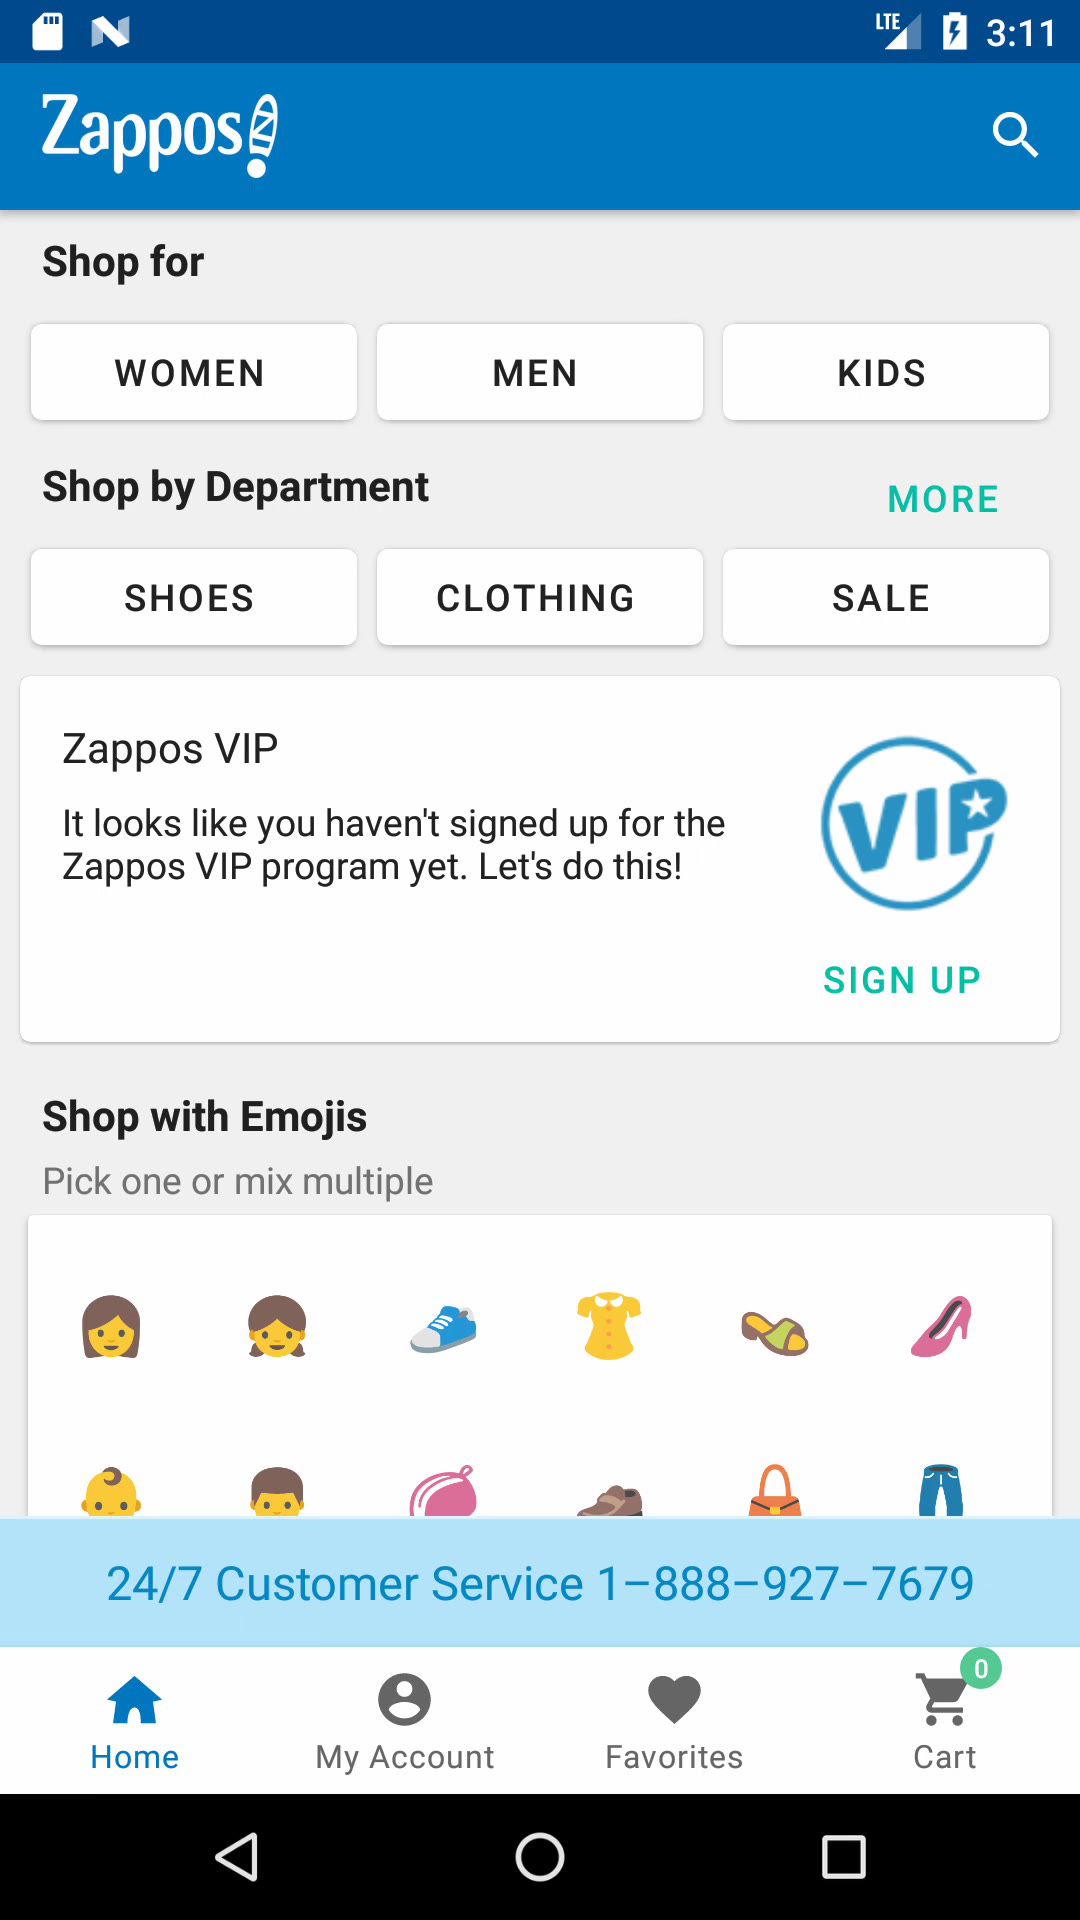 LTE 3:11
Zappos
Shop for
WOMEN MEN KIDS
Shop by Department MORE
SHOES CLOTHING SALE
Zappos VIP
It looks like you haven't signed up for the
Zappos VIP program yet. Let's do this!
VIP
SIGN UP
Shop with Emojis
Pick one or mix multiple
24/7 Customer Service 1-888-927-7679
0
Home My Account Favorites Cart